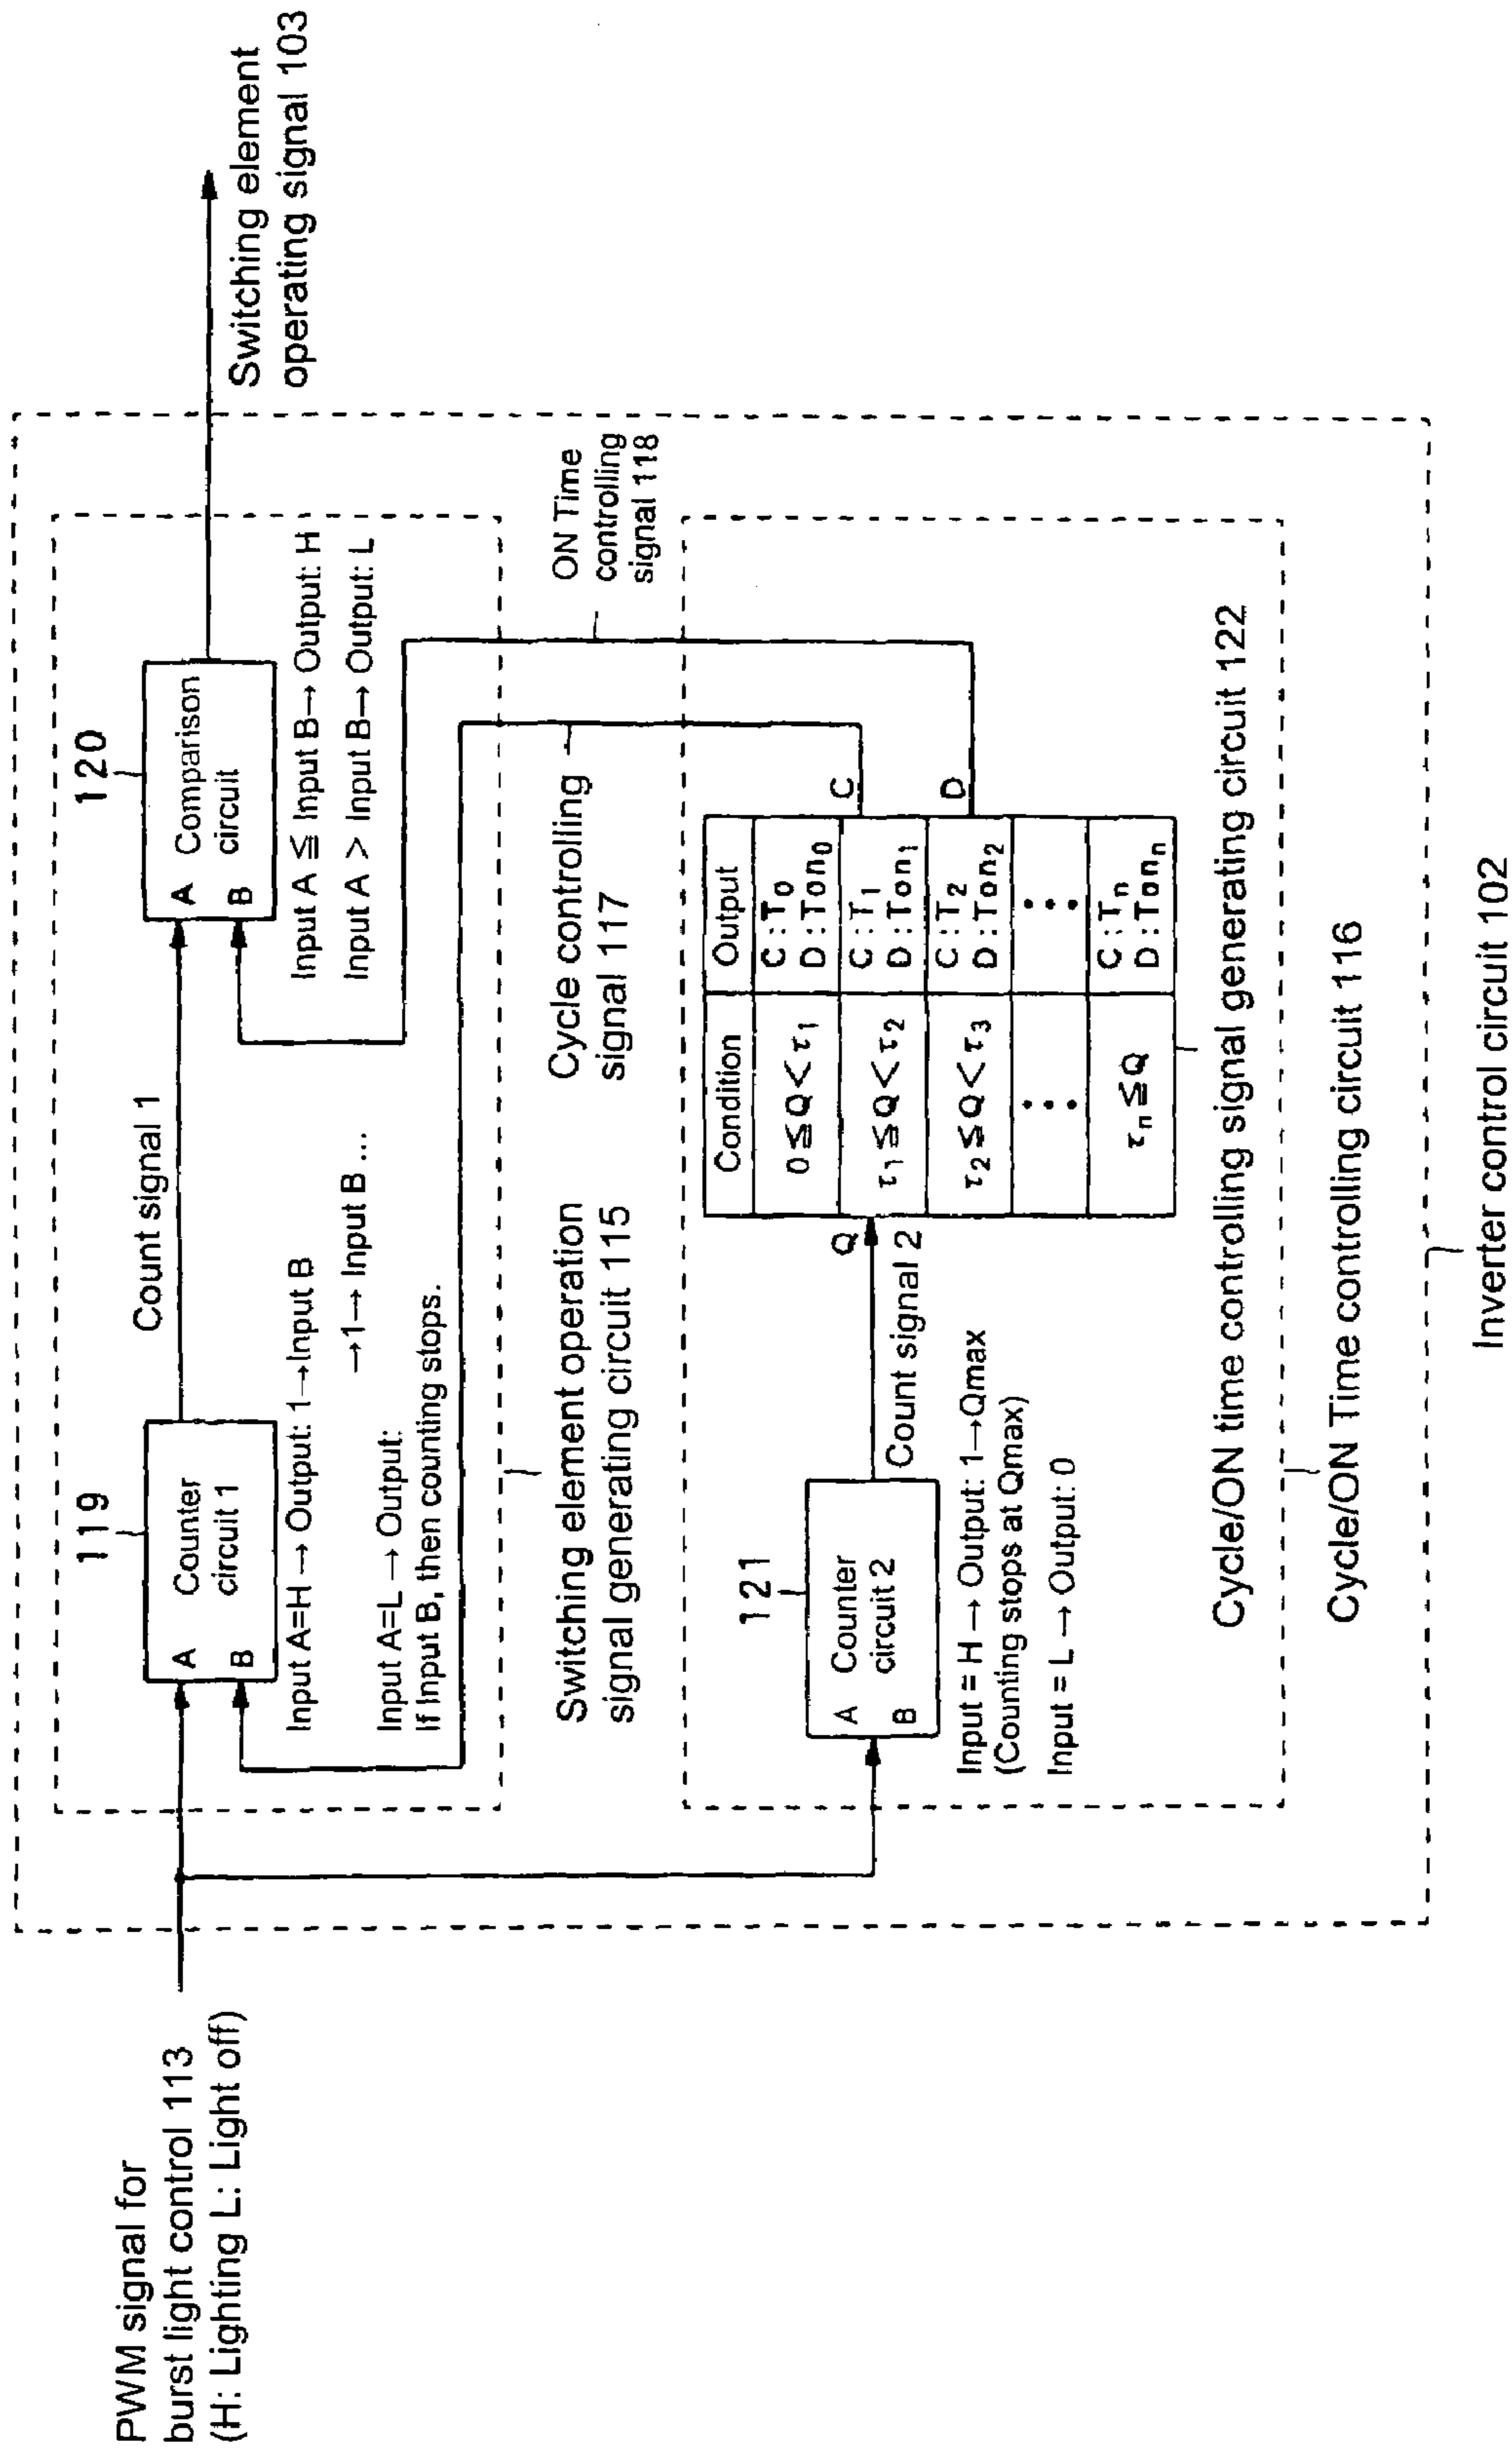 PWM signal for
burst light control 113
(H: Lighting L: Light off)
119
A
B
Counter
circuit 1
Input A=H → Output: 1→Input B
→1→ Input B ...
Input A=L → Output:
If Input B, then counting stops.
Count signal 1
120
A
B
Comparison
circuit
Input A ≦ Input B→ Output: H
Input A > Input B→ Output: L
Switching element
operating signal 103
Switching element operation
signal generating circuit 115
Cycle controlling
signal 117
ON Time
controlling
signal 118
121
A
B
Counter
circuit 2
Input = H → Output: 1→Qmax
(Counting stops at Qmax)
Input = L → Output: 0
Count signal 2
Q
Condition Output
0≦Q<τ1 C:T0
D:Ton0
τ1≦Q<τ2 C:T1
D:Ton1
τ2≦Q<τ3 C:T2
D:Ton2
⋮ ⋮
τn≦Q C:Tn
D:Tonn
C
D
Cycle/ON time controlling signal generating circuit 122
Cycle/ON Time controlling circuit 116
Inverter control circuit 102